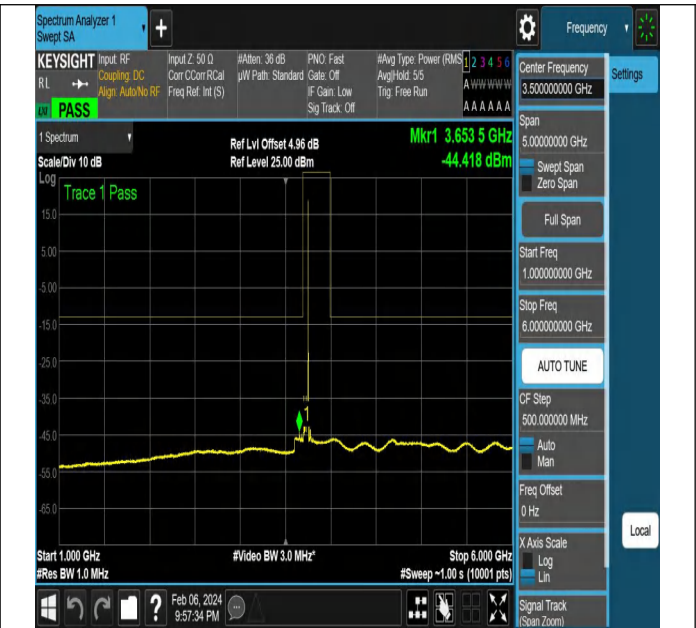 Spectrum Analyzer 1
Swept SA
+
Frequency
KEYSIGHT
Input: RF
Coupling: DC
Align: Auto/No RF
Input Z: 50 Ω
Corr CCorr RCal
Freq Ref: Int (S)
#Atten: 36 dB
µW Path: Standard
PNO: Fast
Gate: Off
IF Gain: Low
Sig Track: Off
#Avg Type: Power (RMS
Avg|Hold: 5/5
Trig: Free Run
1 2 3 4 5 6
A W W W W W
A A A A A A
R L
PASS
1 Spectrum
Scale/Div 10 dB
Ref Lvl Offset 4.96 dB
Ref Level 25.00 dBm
Mkr1 3.653 5 GHz
-44.418 dBm
Log
Trace 1 Pass
15.0
5.00
-5.00
-15.0
-25.0
-35.0
-45.0
-55.0
-65.0
1
Start 1.000 GHz
#Video BW 3.0 MHz*
Stop 6.000 GHz
#Res BW 1.0 MHz
#Sweep ~1.00 s (10001 pts)
?
Feb 06, 2024
9:57:34 PM
Center Frequency
3.500000000 GHz
Settings
Span
5.00000000 GHz
Swept Span
Zero Span
Full Span
Start Freq
1.000000000 GHz
Stop Freq
6.000000000 GHz
AUTO TUNE
CF Step
500.000000 MHz
Auto
Man
Freq Offset
0 Hz
Local
X Axis Scale
Log
Lin
Signal Track
(Span Zoom)